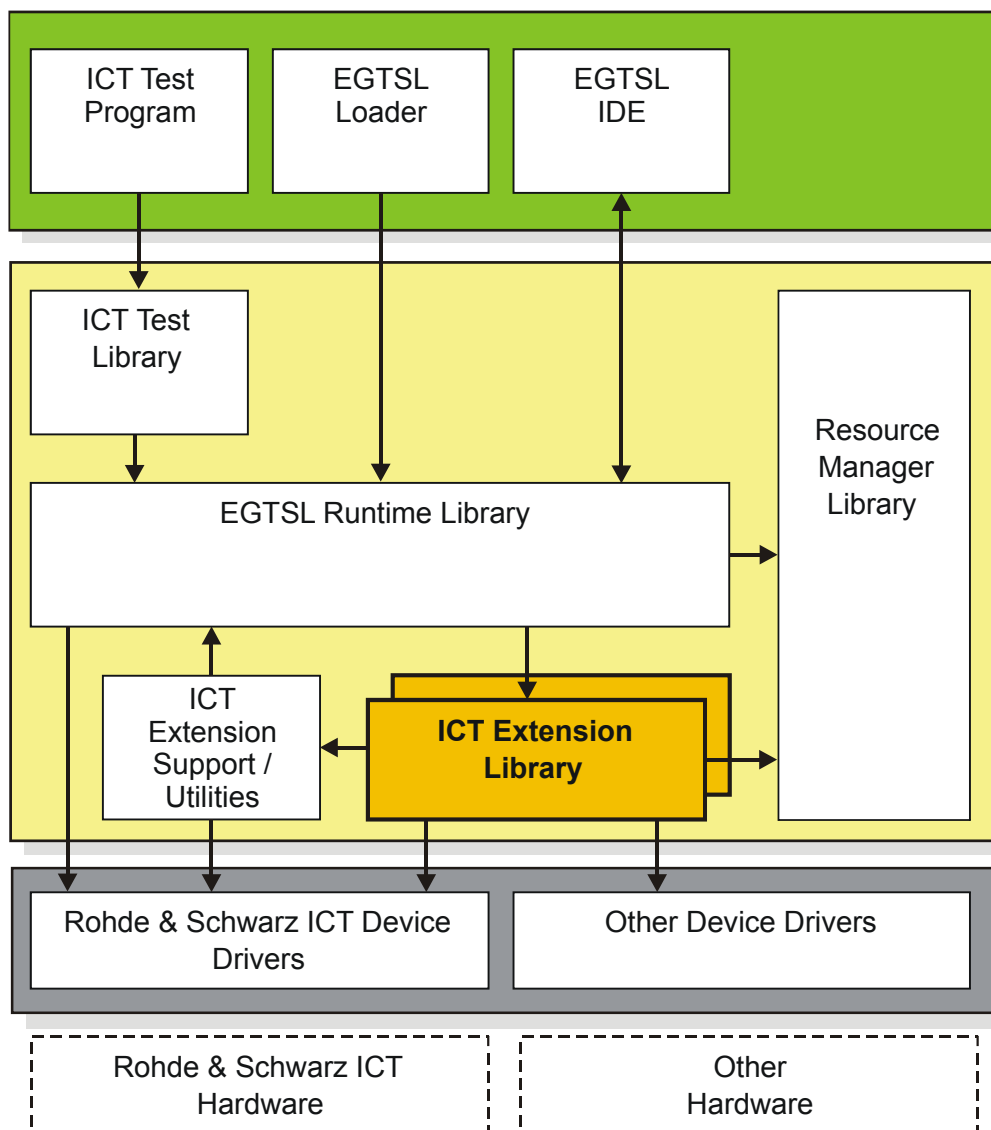 ICT Test
Program
EGTSL
Loader
EGTSL
IDE
ICT Test
Library
Resource
Manager
Library
EGTSL Runtime Library
ICT
Extension
Support /
Utilities
ICT Extension
Library
Rohde & Schwarz ICT Device
Drivers
Other Device Drivers
Rohde & Schwarz ICT
Hardware
Other
Hardware